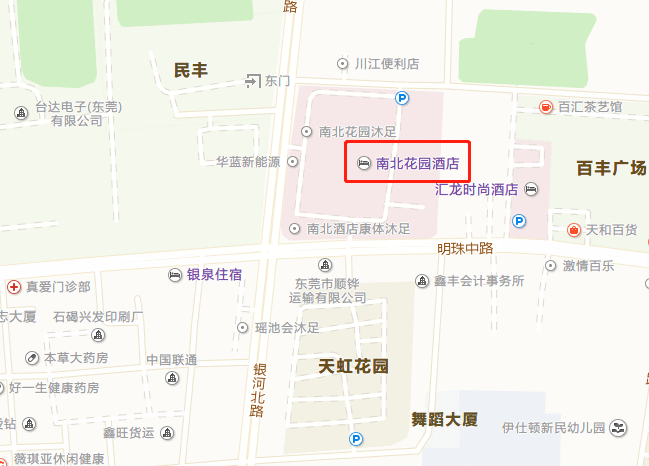 路
民丰
川江便利店
东门
P
台达电子(东莞)
有限公司
百汇茶艺馆
南北花园沐足
华蓝新能源
南北花园酒店
百丰广场
汇龙时尚酒店
P
南北酒店康体沐足
天和百货
明珠中路
激情百乐
银泉住宿
真爱门诊部
东莞市顺铧
运输有限公司
鑫丰会计事务所
志大厦
石碣兴发印刷厂
瑶池会沐足
本草大药房
中国联通
天虹花园
银河北路
好一生健康药房
舞蹈大厦
鑫旺货运
伊仕顿新民幼儿园
P
薇琪亚休闲健康